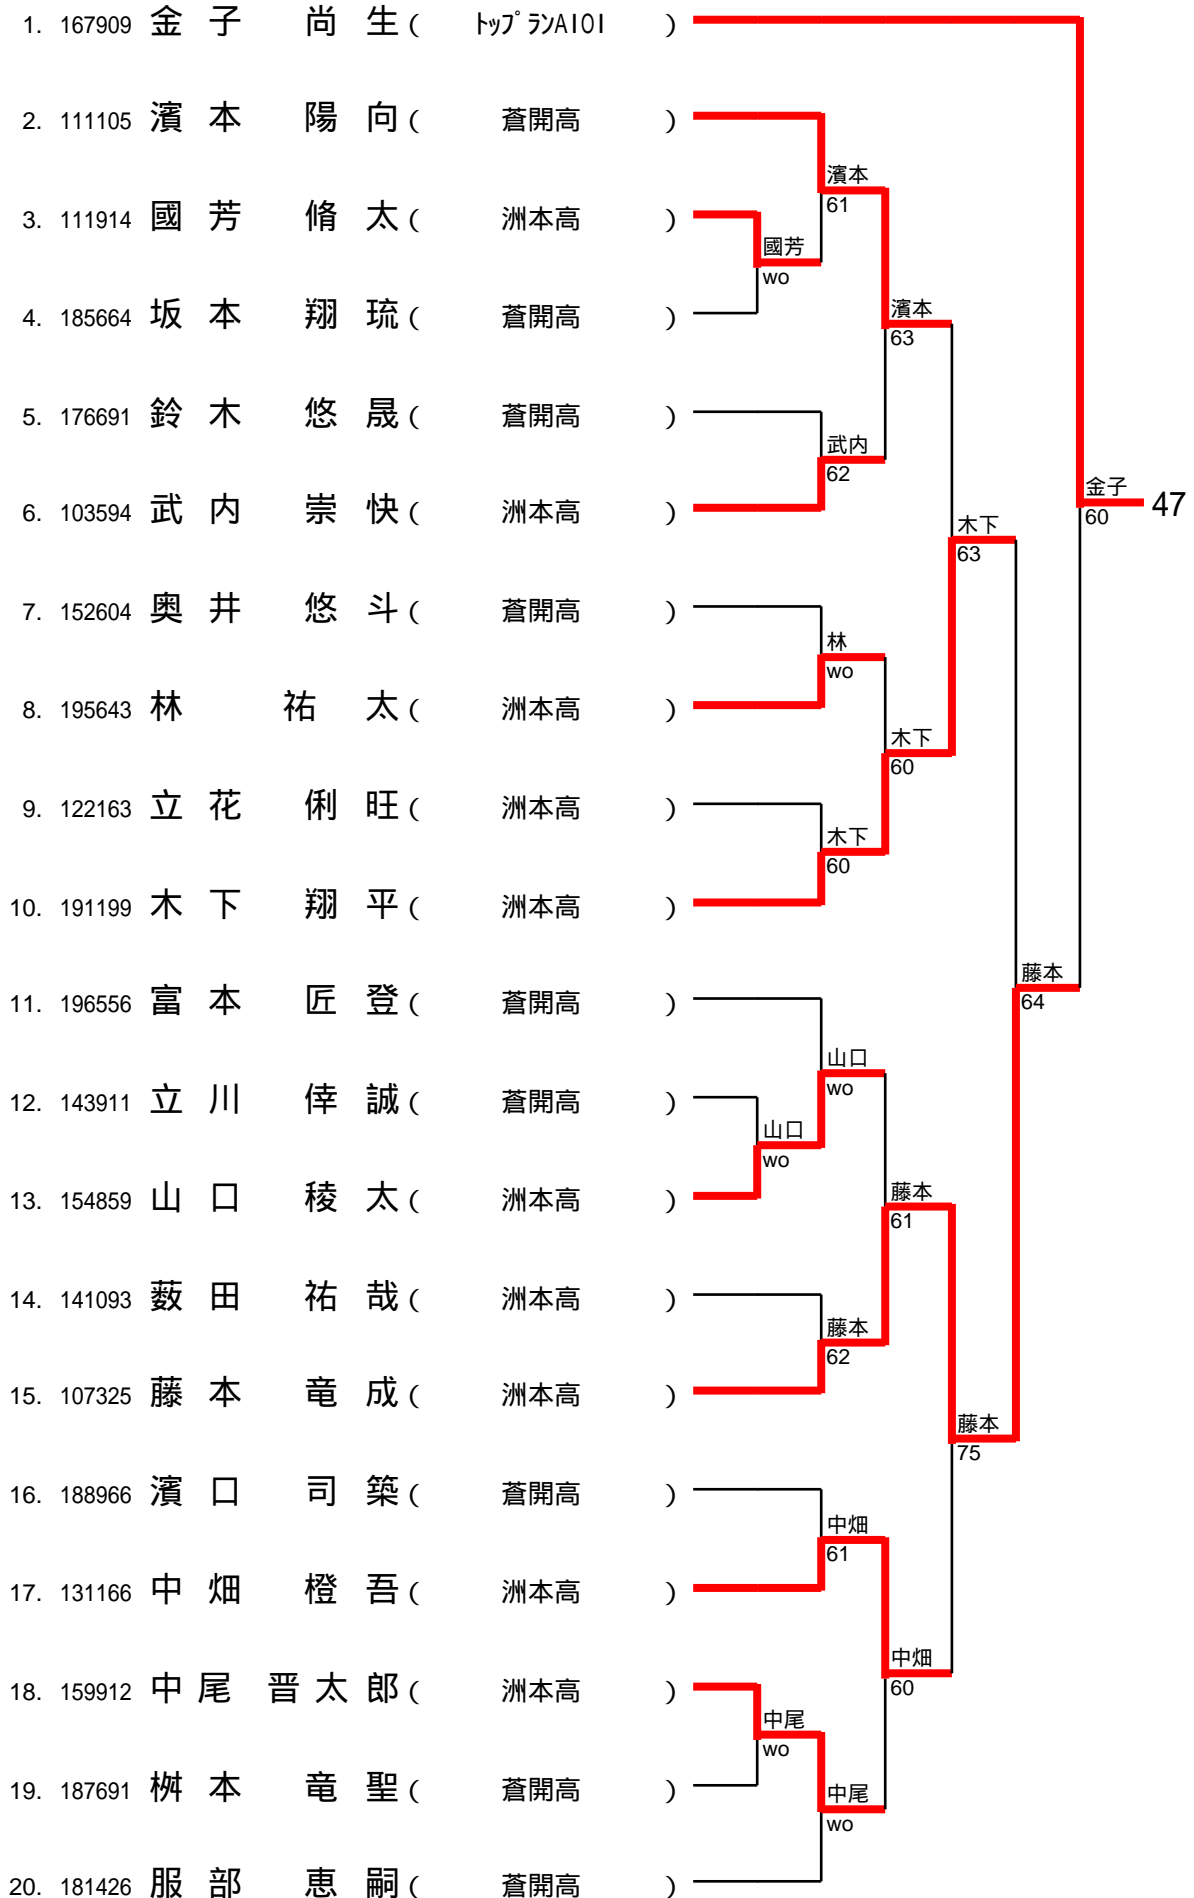 1. 167909 金子 尚生 ( トップランAIOI )
2. 111105 濱本 陽向 ( 蒼開高 )
濱本
61
3. 111914 國芳 脩太 ( 洲本高 )
國芳
wo
4. 185664 坂本 翔琉 ( 蒼開高 )
濱本
63
5. 176691 鈴木 悠晟 ( 蒼開高 )
武内
62
6. 103594 武内 崇快 ( 洲本高 )
金子
60
47
木下
63
7. 152604 奥井 悠斗 ( 蒼開高 )
林
wo
8. 195643 林 祐太 ( 洲本高 )
木下
60
9. 122163 立花 俐旺 ( 洲本高 )
木下
60
10. 191199 木下 翔平 ( 洲本高 )
藤本
64
11. 196556 富本 匠登 ( 蒼開高 )
山口
wo
12. 143911 立川 倖誠 ( 蒼開高 )
山口
wo
13. 154859 山口 稜太 ( 洲本高 )
藤本
61
14. 141093 薮田 祐哉 ( 洲本高 )
藤本
62
15. 107325 藤本 竜成 ( 洲本高 )
藤本
75
16. 188966 濱口 司築 ( 蒼開高 )
中畑
61
17. 131166 中畑 橙吾 ( 洲本高 )
中畑
60
18. 159912 中尾 晋太郎 ( 洲本高 )
中尾
wo
19. 187691 桝本 竜聖 ( 蒼開高 )
中尾
wo
20. 181426 服部 恵嗣 ( 蒼開高 )